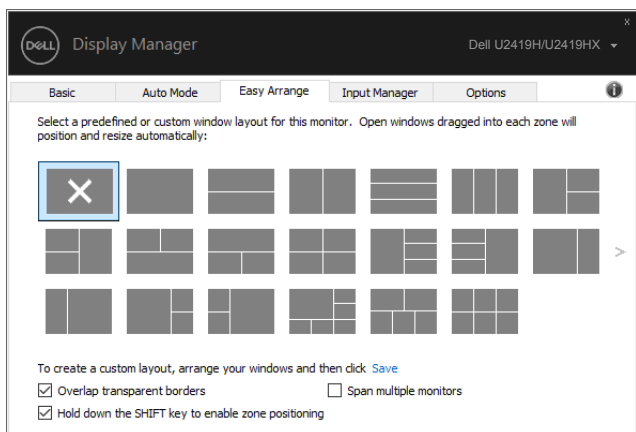 x
DELL Display Manager Dell U2419H/U2419HX
Basic Auto Mode Easy Arrange Input Manager Options i
Select a predefined or custom window layout for this monitor. Open windows dragged into each zone will
position and resize automatically:
>
To create a custom layout, arrange your windows and then click Save
Overlap transparent borders Span multiple monitors
Hold down the SHIFT key to enable zone positioning